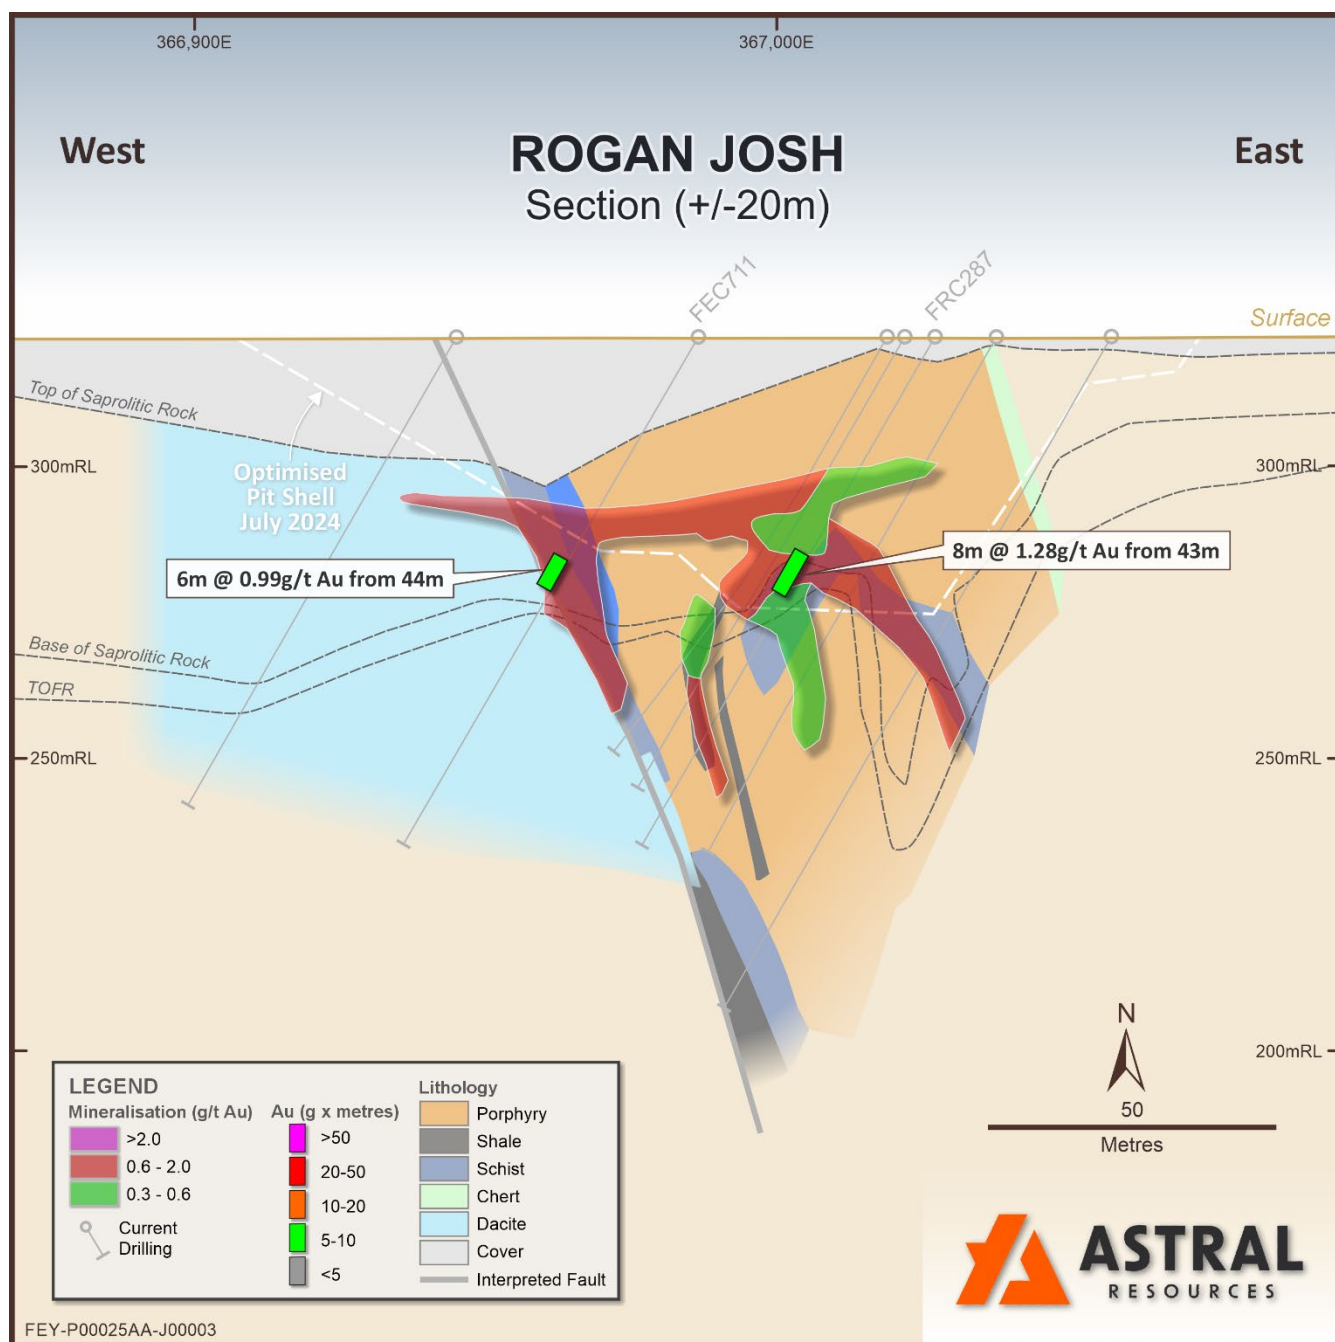 366,900E
367,000E
West
East
ROGAN JOSH
Section (+/-20m)
FEC711
FRC287
Surface
Top of Saprolitic Rock
300mRL
300mRL
Optimised
Pit Shell
July 2024
6m @ 0.99g/t Au from 44m
8m @ 1.28g/t Au from 43m
Base of Saprolitic Rock
TOFR
250mRL
250mRL
200mRL
N
50
Metres
LEGEND
Mineralisation (g/t Au)
>2.0
0.6 - 2.0
0.3 - 0.6
Current
Drilling
Au (g x metres)
>50
20-50
10-20
5-10
<5
Lithology
Porphyry
Shale
Schist
Chert
Dacite
Cover
Interpreted Fault
ASTRAL
RESOURCES
FEY-P00025AA-J00003